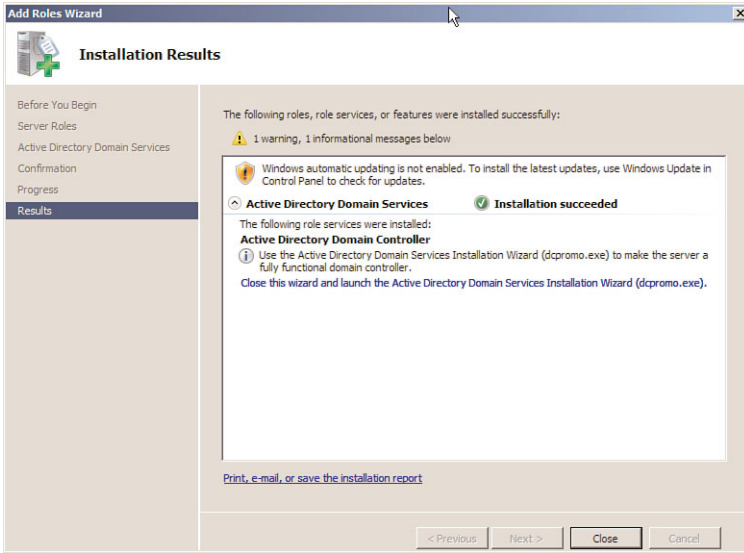 Add Roles Wizard
Installation Results
Before You Begin
Server Roles
Active Directory Domain Services
Confirmation
Progress
Results
The following roles, role services, or features were installed successfully:
1 warning, 1 informational messages below
Windows automatic updating is not enabled. To install the latest updates, use Windows Update in
Control Panel to check for updates.
Active Directory Domain Services Installation succeeded
The following role services were installed:
Active Directory Domain Controller
Use the Active Directory Domain Services Installation Wizard (dcpromo.exe) to make the server a
fully functional domain controller.
Close this wizard and launch the Active Directory Domain Services Installation Wizard (dcpromo.exe).
Print, e-mail, or save the installation report
< Previous Next > Close Cancel